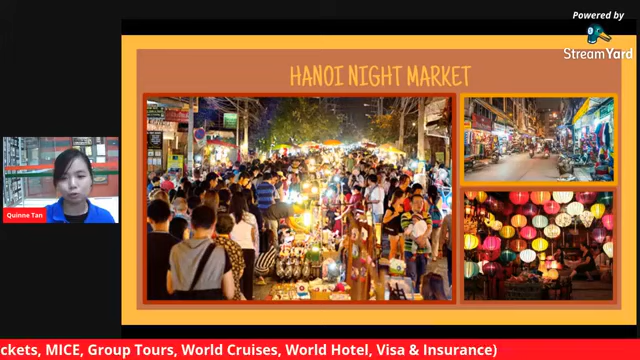 Powered by
StreamYard
HANOI NIGHT MARKET
Quinne Tan
ckets, MICE, Group Tours, World Cruises, World Hotel, Visa & Insurance)